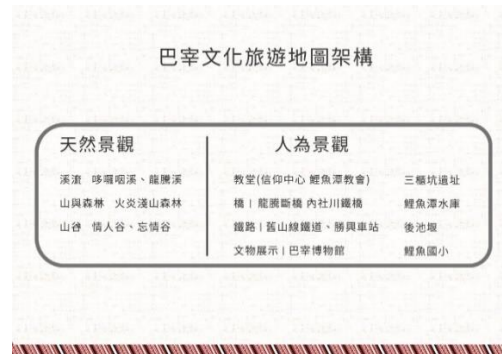 巴宰文化旅遊地圖架構
天然景觀
溪流 哆囉咽溪、龍騰溪
山與森林 火炎淺山森林
山谷 情人谷、忘情谷
人為景觀
教堂(信仰中心 鯉魚潭教會)
橋 | 龍騰斷橋 內社川鐵橋
鐵路 | 舊山線鐵道、勝興車站
文物展示 | 巴宰博物館
三櫃坑遺址
鯉魚潭水庫
後池堰
鯉魚國小